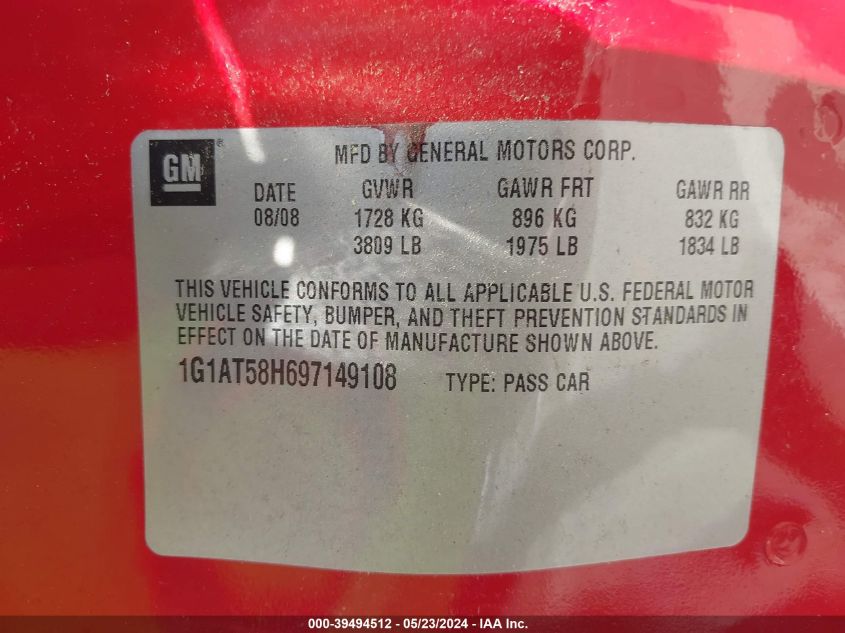 GM®
MFD BY GENERAL MOTORS CORP.
DATE GVWR GAWR FRT GAWR RR
08/08 1728 KG 896 KG 832 KG
3809 LB 1975 LB 1834 LB
THIS VEHICLE CONFORMS TO ALL APPLICABLE U.S. FEDERAL MOTOR
VEHICLE SAFETY, BUMPER, AND THEFT PREVENTION STANDARDS IN
EFFECT ON THE DATE OF MANUFACTURE SHOWN ABOVE.
1G1AT58H697149108 TYPE: PASS CAR
000-39494512 - 05/23/2024 - IAA Inc.